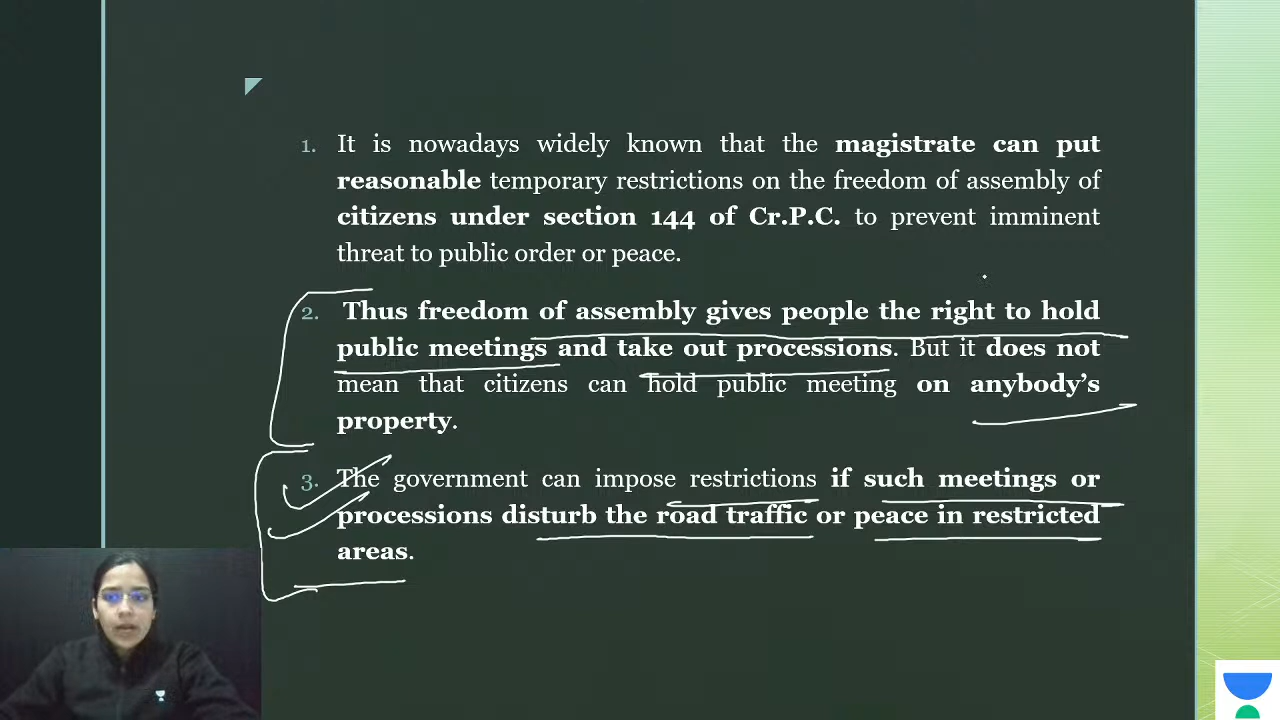 1. It is nowadays widely known that the magistrate can put
reasonable temporary restrictions on the freedom of assembly of
citizens under section 144 of Cr.P.C. to prevent imminent
threat to public order or peace.
2. Thus freedom of assembly gives people the right to hold
public meetings and take out processions. But it does not
mean that citizens can hold public meeting on anybody's
property.
3. The government can impose restrictions if such meetings or
processions disturb the road traffic or peace in restricted
areas.